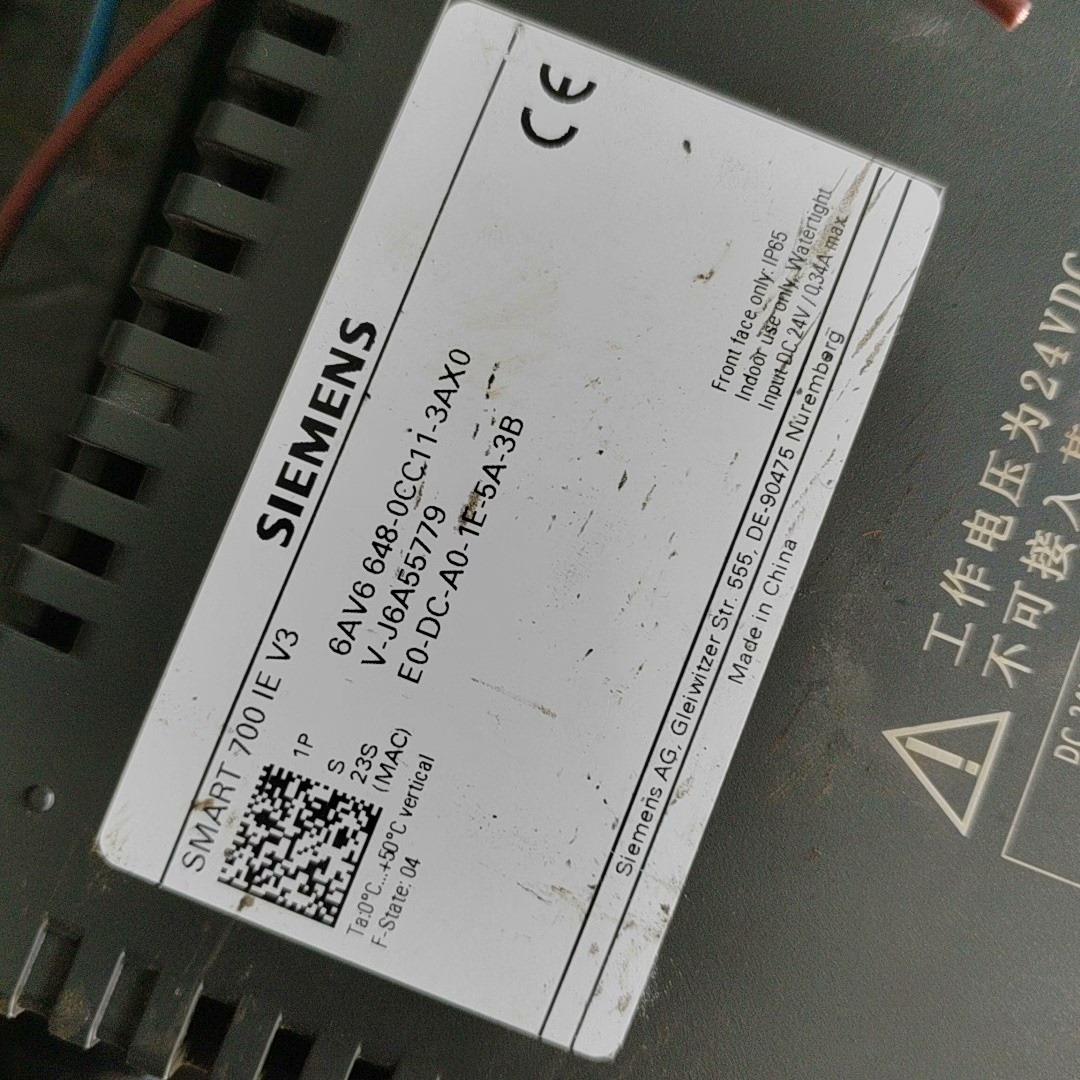 SIEMENS
CE
SMART 700 IE V3
1P 6AV6 648-0CC11-3AX0
S V-J6A55779
23S (MAC) E0-DC-A0-1E-5A-3B
Ta:0°C...+50°C vertical
F-State: 04
Front face only: IP65
Indoor use only, Watertight
Input DC 24V / 0,34A max
Siemens AG, Gleiwitzer Str. 555, DE-90475 Nüremberg
Made in China
工作电压为24VDC
不可接入
DC